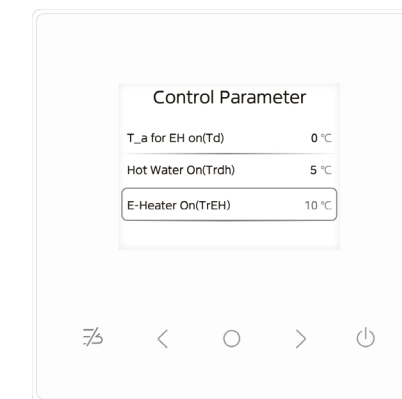 Control Parameter
T_a for EH on(Td) 0 ℃
Hot Water On(Trdh) 5 ℃
E-Heater On(TrEH) 10 ℃